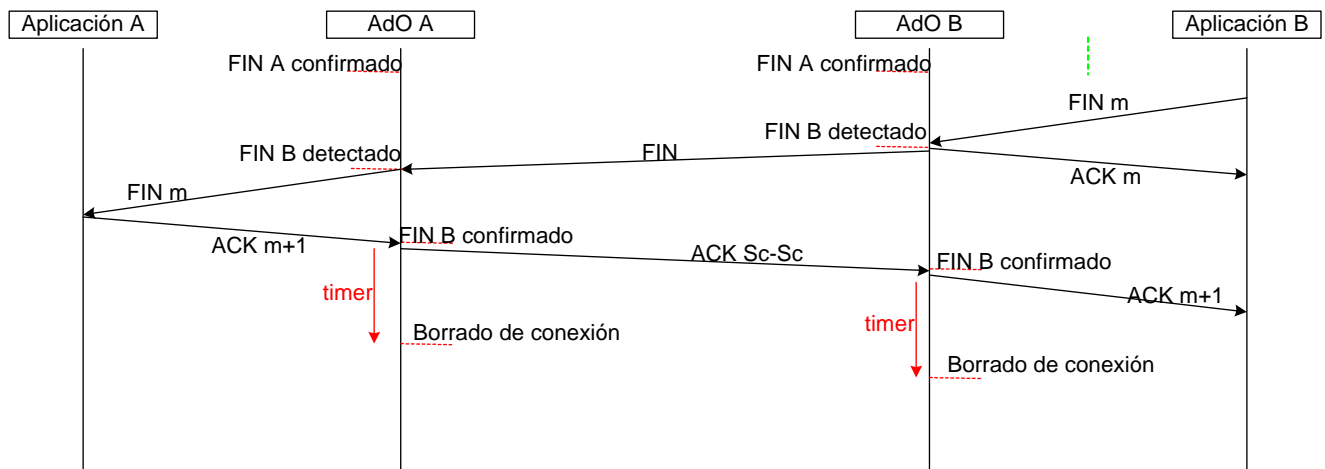 Aplicación A
AdO A
AdO B
Aplicación B
FIN A confirmado
FIN A confirmado
FIN m
FIN B detectado
FIN B detectado
FIN
ACK m
FIN m
ACK m+1
FIN B confirmado
ACK Sc-Sc
FIN B confirmado
timer
ACK m+1
timer
Borrado de conexión
Borrado de conexión